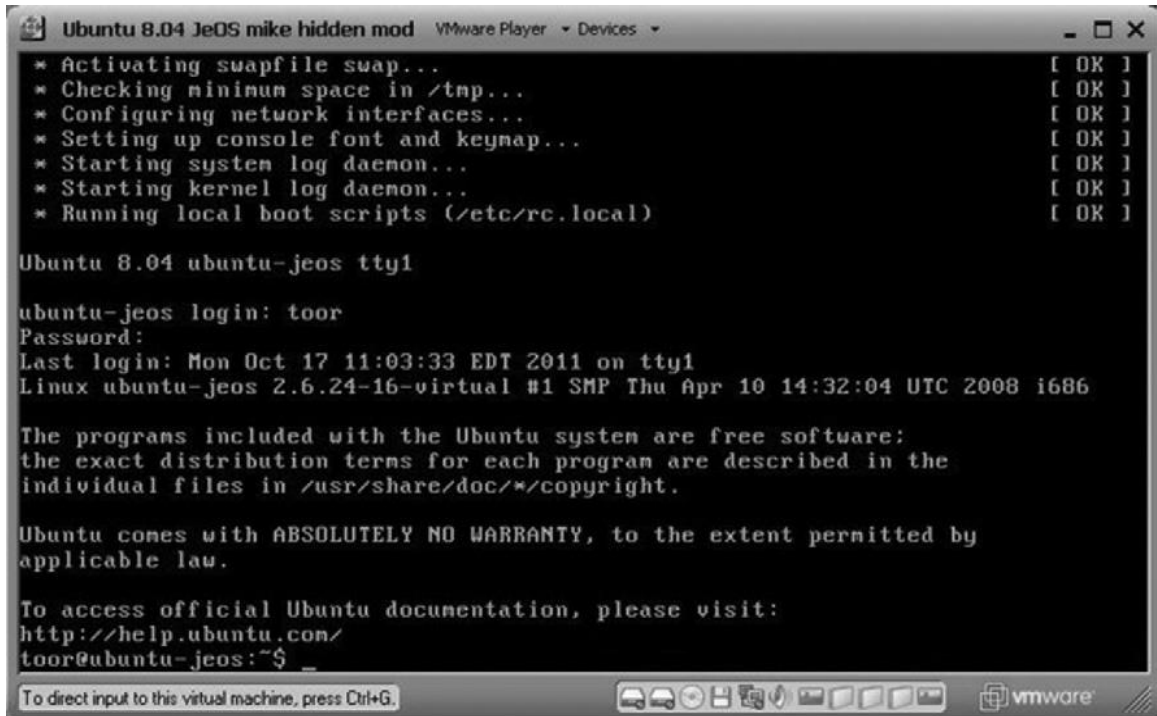 Ubuntu 8.04 JeOS mike hidden mod VMware Player Devices
* Activating swapfile swap... [ OK ]
* Checking minimum space in /tmp... [ OK ]
* Configuring network interfaces... [ OK ]
* Setting up console font and keymap... [ OK ]
* Starting system log daemon... [ OK ]
* Starting kernel log daemon... [ OK ]
* Running local boot scripts (/etc/rc.local) [ OK ]
Ubuntu 8.04 ubuntu-jeos tty1
ubuntu-jeos login: toor
Password:
Last login: Mon Oct 17 11:03:33 EDT 2011 on tty1
Linux ubuntu-jeos 2.6.24-16-virtual #1 SMP Thu Apr 10 14:32:04 UTC 2008 i686
The programs included with the Ubuntu system are free software;
the exact distribution terms for each program are described in the
individual files in /usr/share/doc/*/copyright.
Ubuntu comes with ABSOLUTELY NO WARRANTY, to the extent permitted by
applicable law.
To access official Ubuntu documentation, please visit:
http://help.ubuntu.com/
toor@ubuntu-jeos:~$ _
To direct input to this virtual machine, press Ctrl+G.
vmware